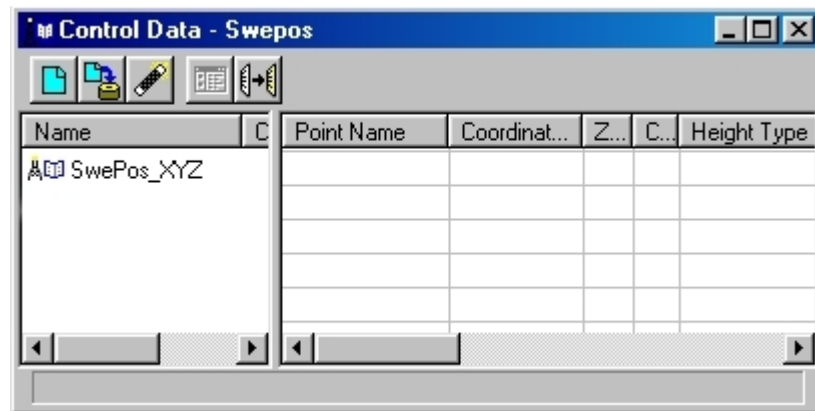 Control Data - Swepos
Name C Point Name Coordinat... Z... C... Height Type
SwePos_XYZ